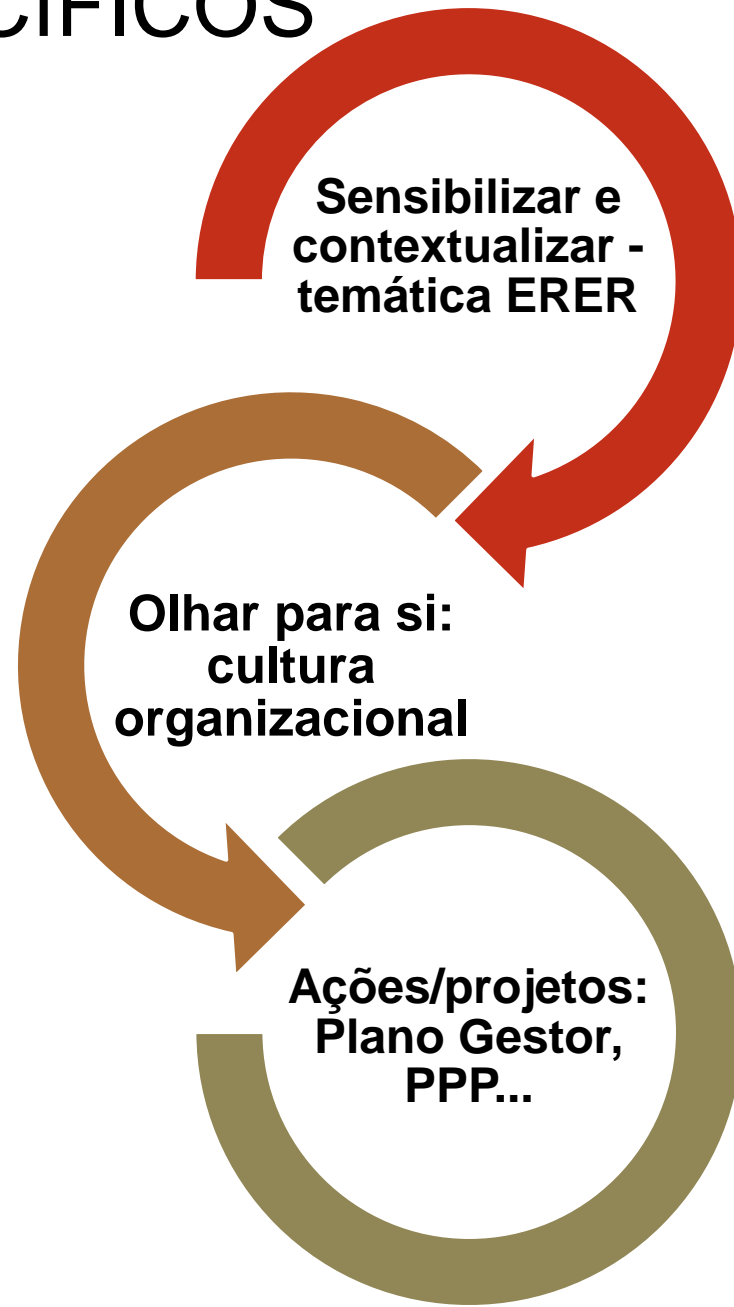 CÍFICOS
Sensibilizar e
contextualizar -
temática ERER
Olhar para si:
cultura
organizacional
Ações/projetos:
Plano Gestor,
PPP...